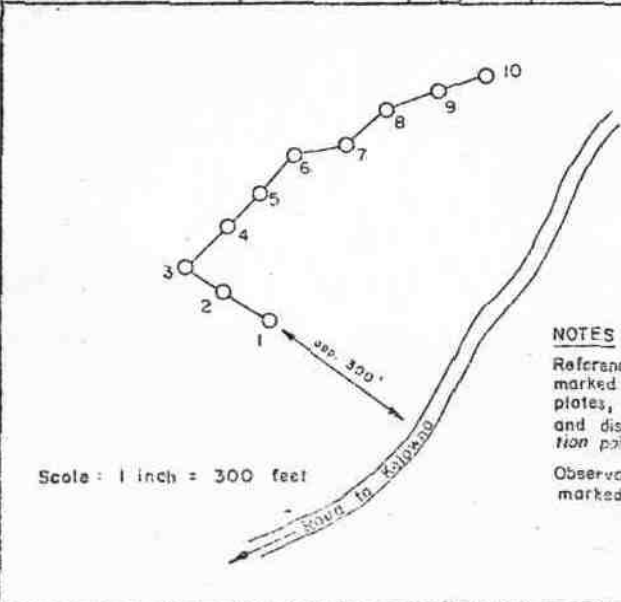 10
9
8
7
6
5
4
3
2
1
app. 300'
NOTES
marked
plates,
and
marked
Scale : 1 inch = 300 feet
Road to Kelowna